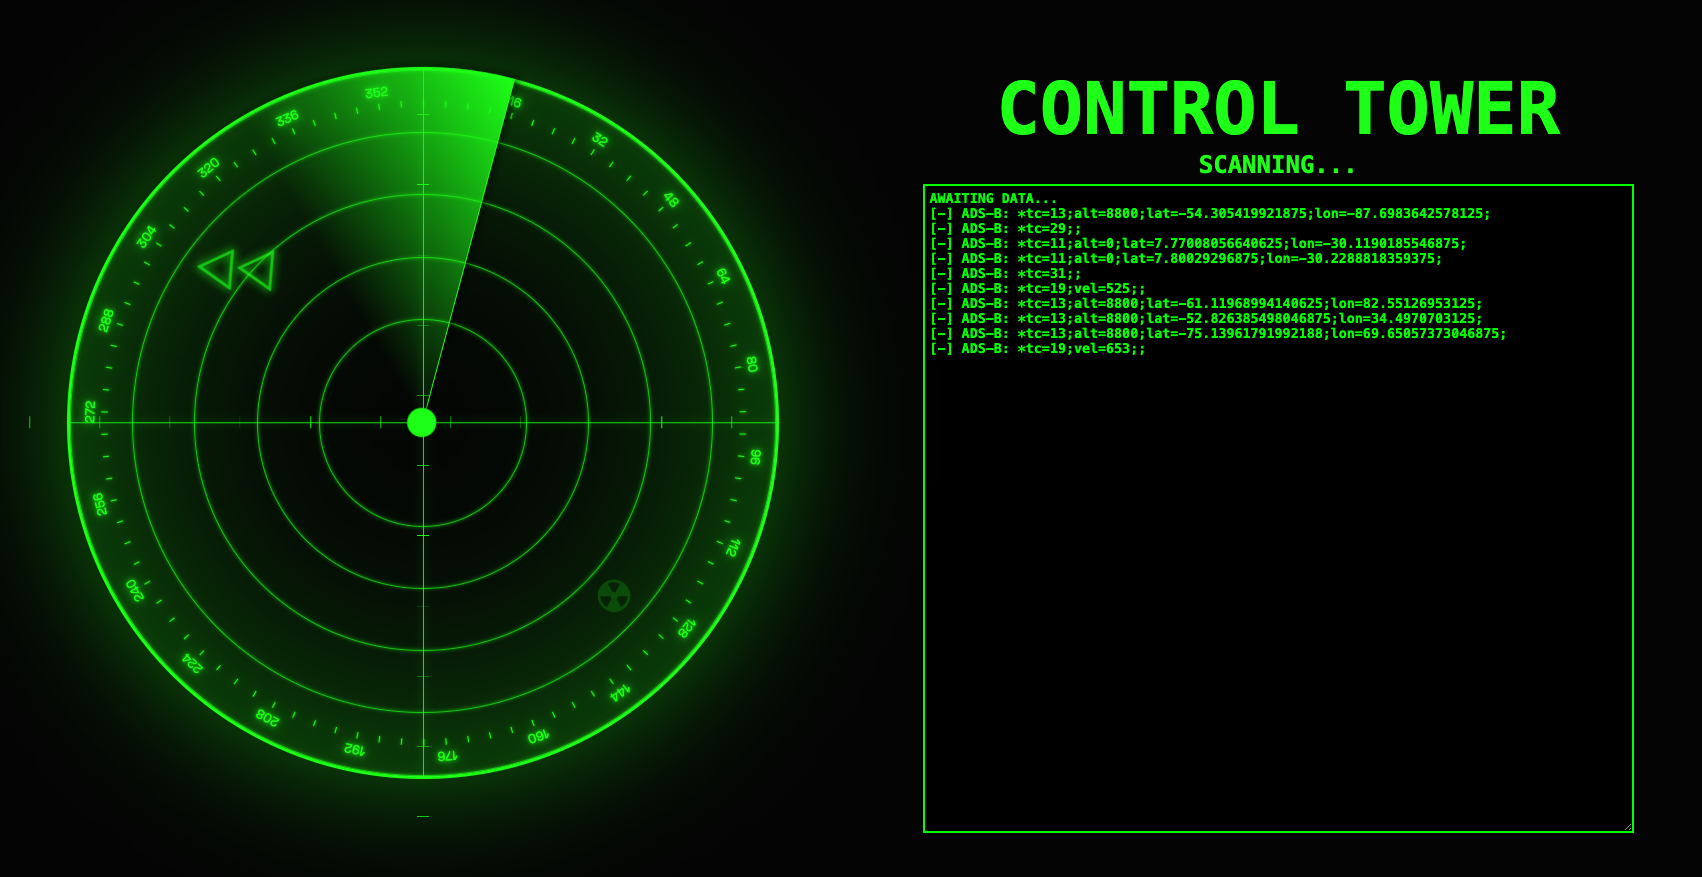 352
16
336
32
320
48
304
64
288
80
272
96
256
112
240
128
224
144
208
160
192
176
CONTROL TOWER
SCANNING...
AWAITING DATA...
[-] ADS-B: *tc=13;alt=8800;lat=-54.305419921875;lon=-87.6983642578125;
[-] ADS-B: *tc=29;;
[-] ADS-B: *tc=11;alt=0;lat=7.77008056640625;lon=-30.1190185546875;
[-] ADS-B: *tc=11;alt=0;lat=7.80029296875;lon=-30.2288818359375;
[-] ADS-B: *tc=31;;
[-] ADS-B: *tc=19;vel=525;;
[-] ADS-B: *tc=13;alt=8800;lat=-61.11968994140625;lon=82.55126953125;
[-] ADS-B: *tc=13;alt=8800;lat=-52.826385498046875;lon=34.4970703125;
[-] ADS-B: *tc=13;alt=8800;lat=-75.13961791992188;lon=69.65057373046875;
[-] ADS-B: *tc=19;vel=653;;